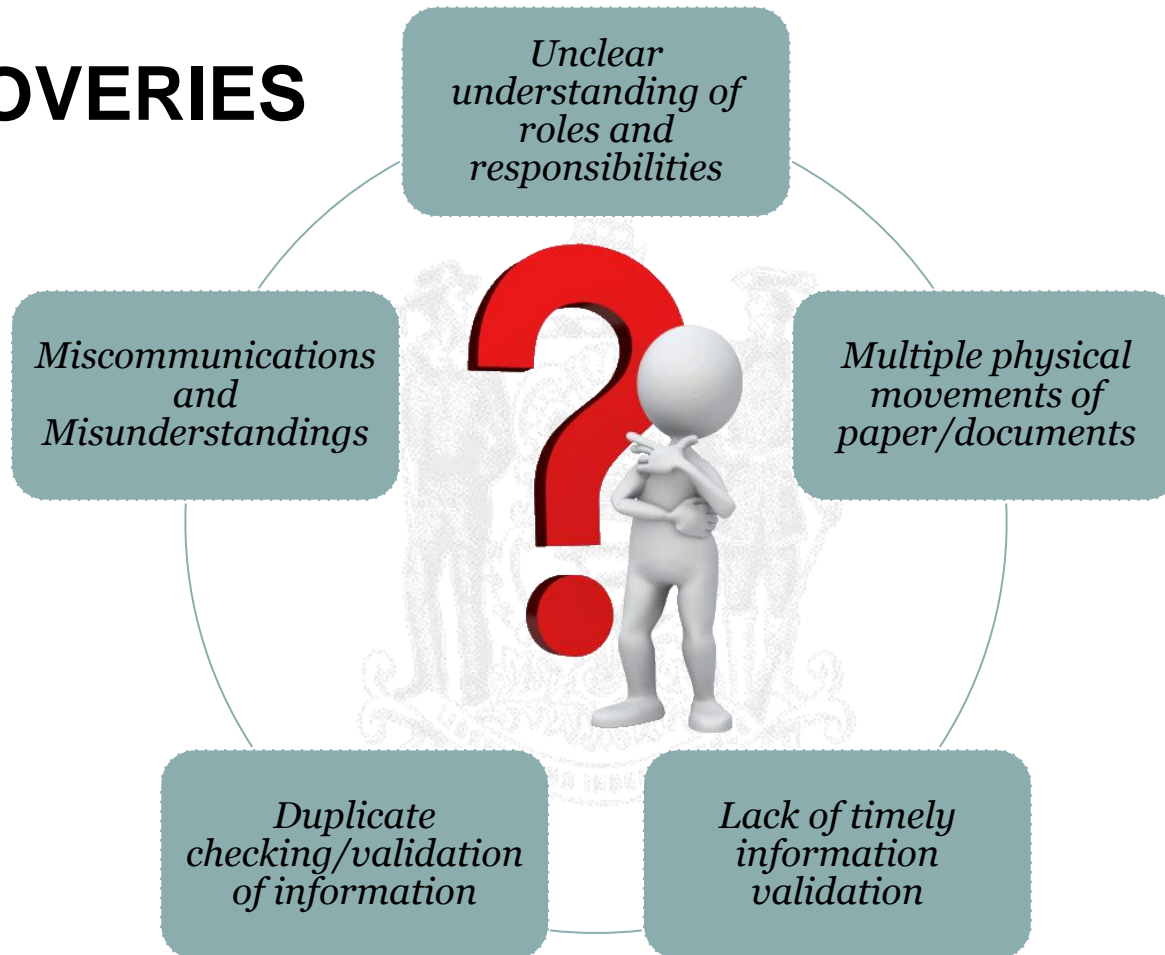 OVERIES
Unclear
understanding of
roles and
responsibilities
Miscommunications
and
Misunderstandings
Multiple physical
movements of
paper/documents
Duplicate
checking/validation
of information
Lack of timely
information
validation